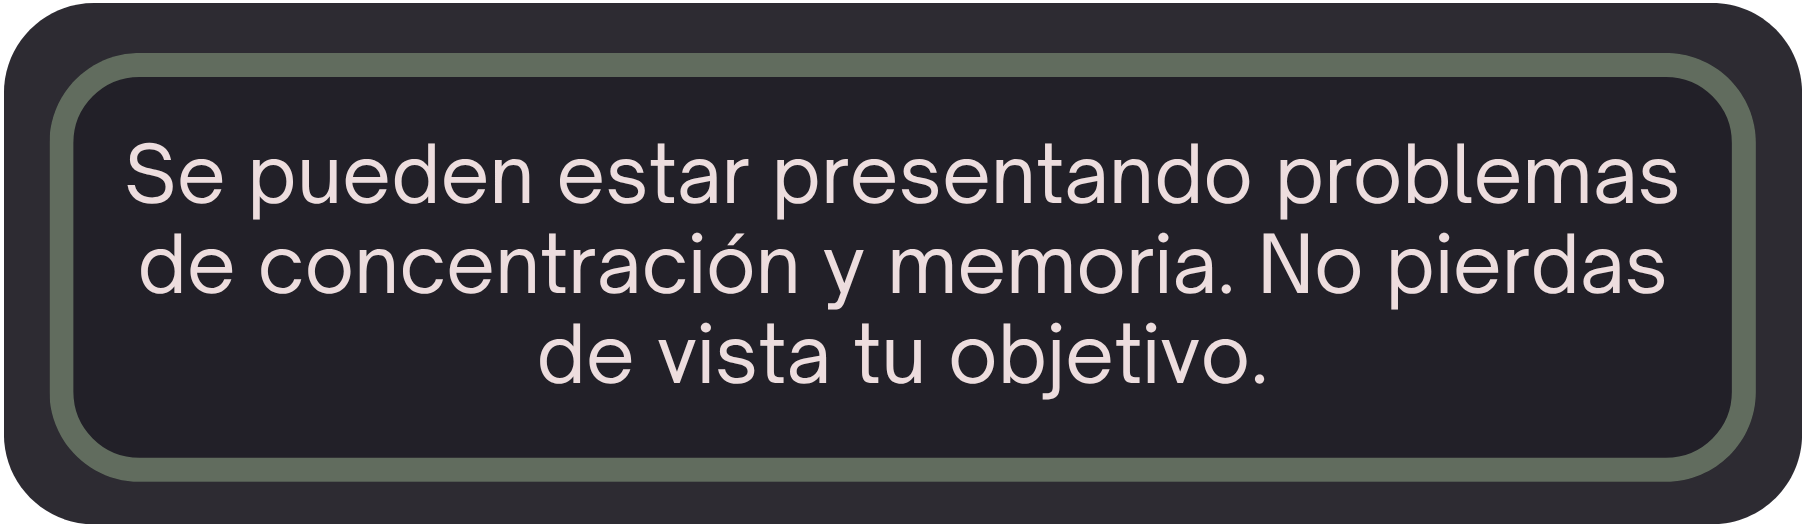 Se pueden estar presentando problemas
de concentración y memoria. No pierdas
de vista tu objetivo.